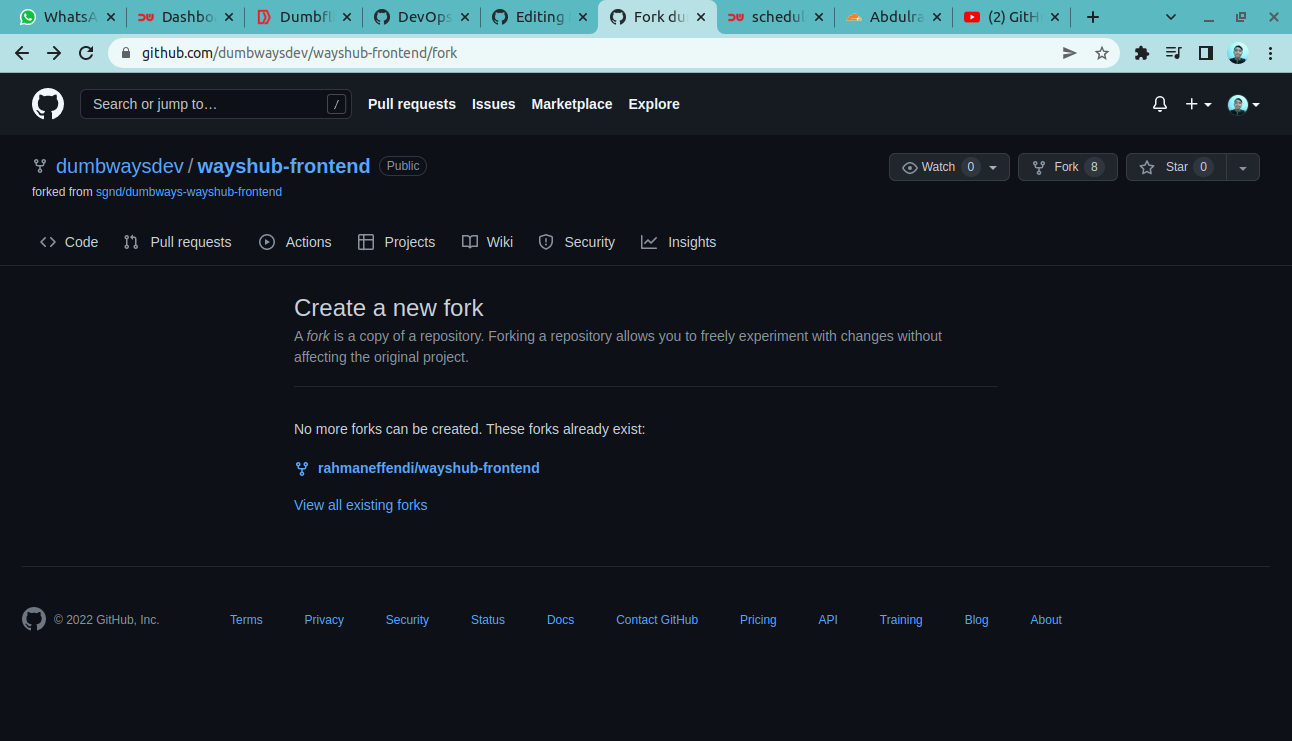 WhatsA
Dashbo
Dumbfl
DevOps
Editing
Fork du
schedul
Abdulra
(2) GitH
github.com/dumbwaysdev/wayshub-frontend/fork
Search or jump to…
/
Pull requests
Issues
Marketplace
Explore
dumbwaysdev / wayshub-frontend
Public
Watch 0
Fork 8
Star 0
forked from sgnd/dumbways-wayshub-frontend
Code
Pull requests
Actions
Projects
Wiki
Security
Insights
Create a new fork
A fork is a copy of a repository. Forking a repository allows you to freely experiment with changes without
affecting the original project.
No more forks can be created. These forks already exist:
rahmaneffendi/wayshub-frontend
View all existing forks
© 2022 GitHub, Inc.
Terms
Privacy
Security
Status
Docs
Contact GitHub
Pricing
API
Training
Blog
About